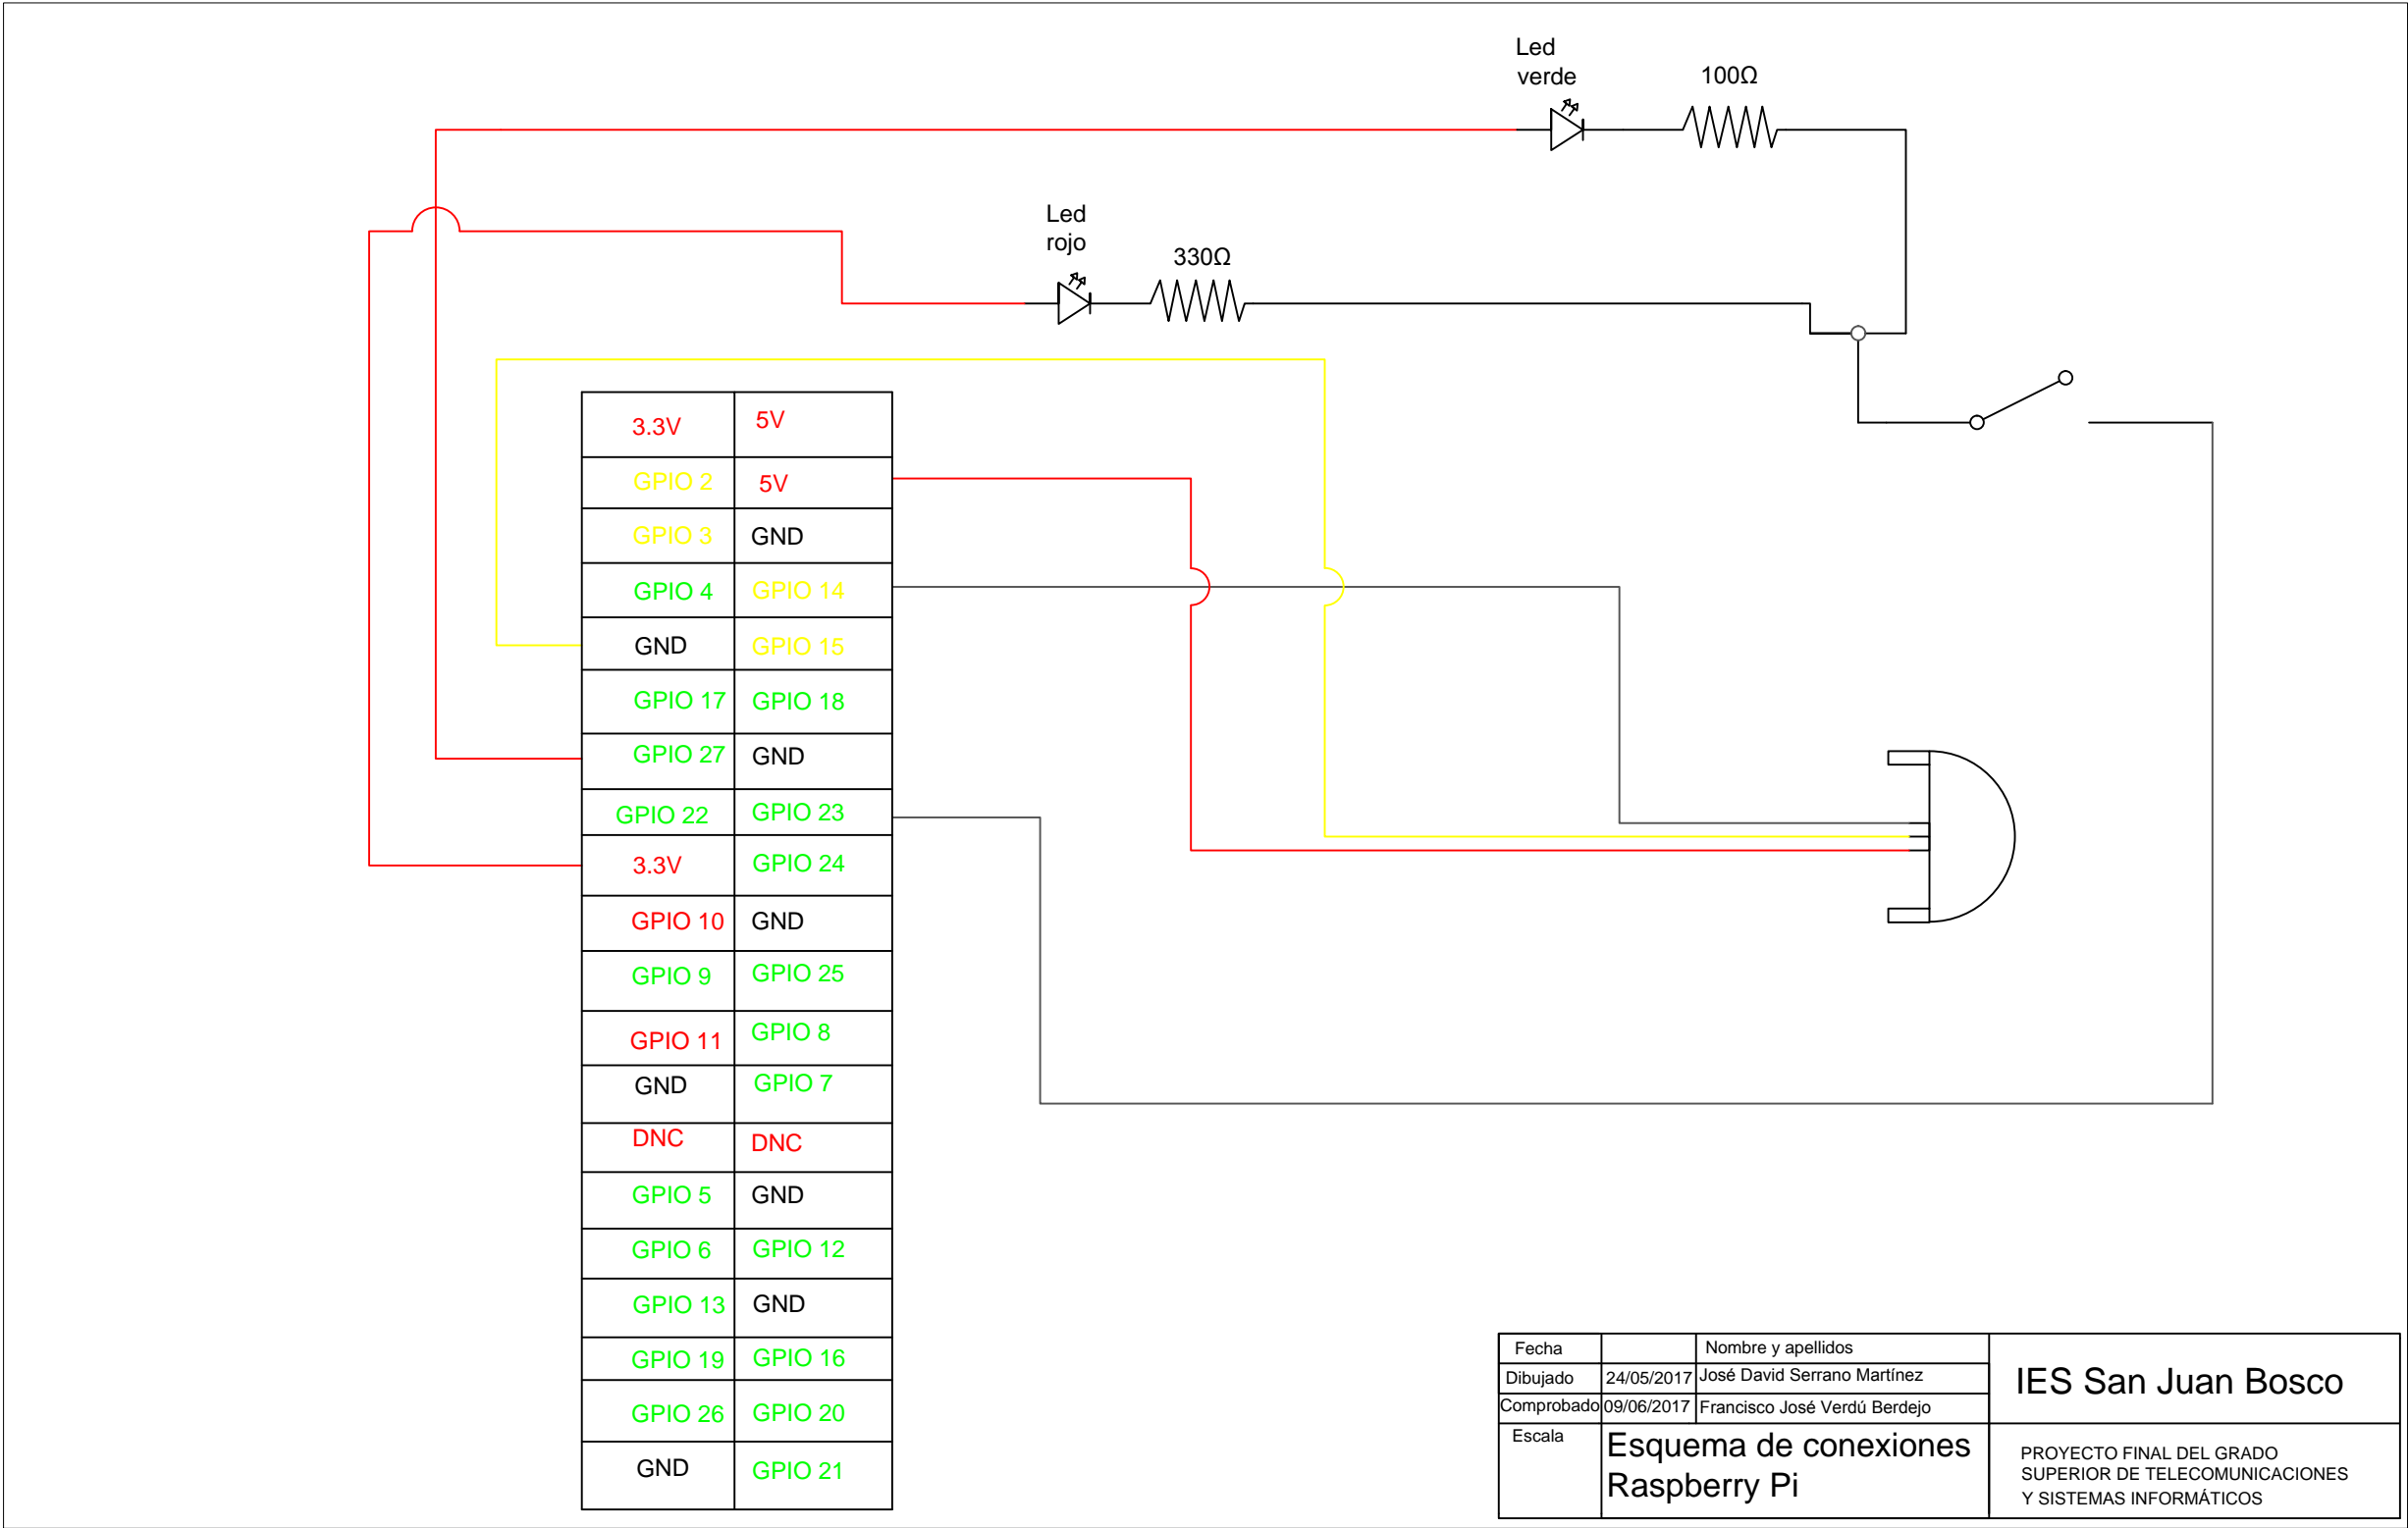 Led
verde
100Ω
Led
rojo
330Ω
3.3V 5V
GPIO 2 5V
GPIO 3 GND
GPIO 4 GPIO 14
GND GPIO 15
GPIO 17 GPIO 18
GPIO 27 GND
GPIO 22 GPIO 23
3.3V GPIO 24
GPIO 10 GND
GPIO 9 GPIO 25
GPIO 11 GPIO 8
GND GPIO 7
DNC DNC
GPIO 5 GND
GPIO 6 GPIO 12
GPIO 13 GND
GPIO 19 GPIO 16
GPIO 26 GPIO 20
GND GPIO 21
Fecha Nombre y apellidos
Dibujado 24/05/2017 José David Serrano Martínez
Comprobado 09/06/2017 Francisco José Verdú Berdejo
IES San Juan Bosco
Escala
Esquema de conexiones
Raspberry Pi
PROYECTO FINAL DEL GRADO
SUPERIOR DE TELECOMUNICACIONES
Y SISTEMAS INFORMÁTICOS